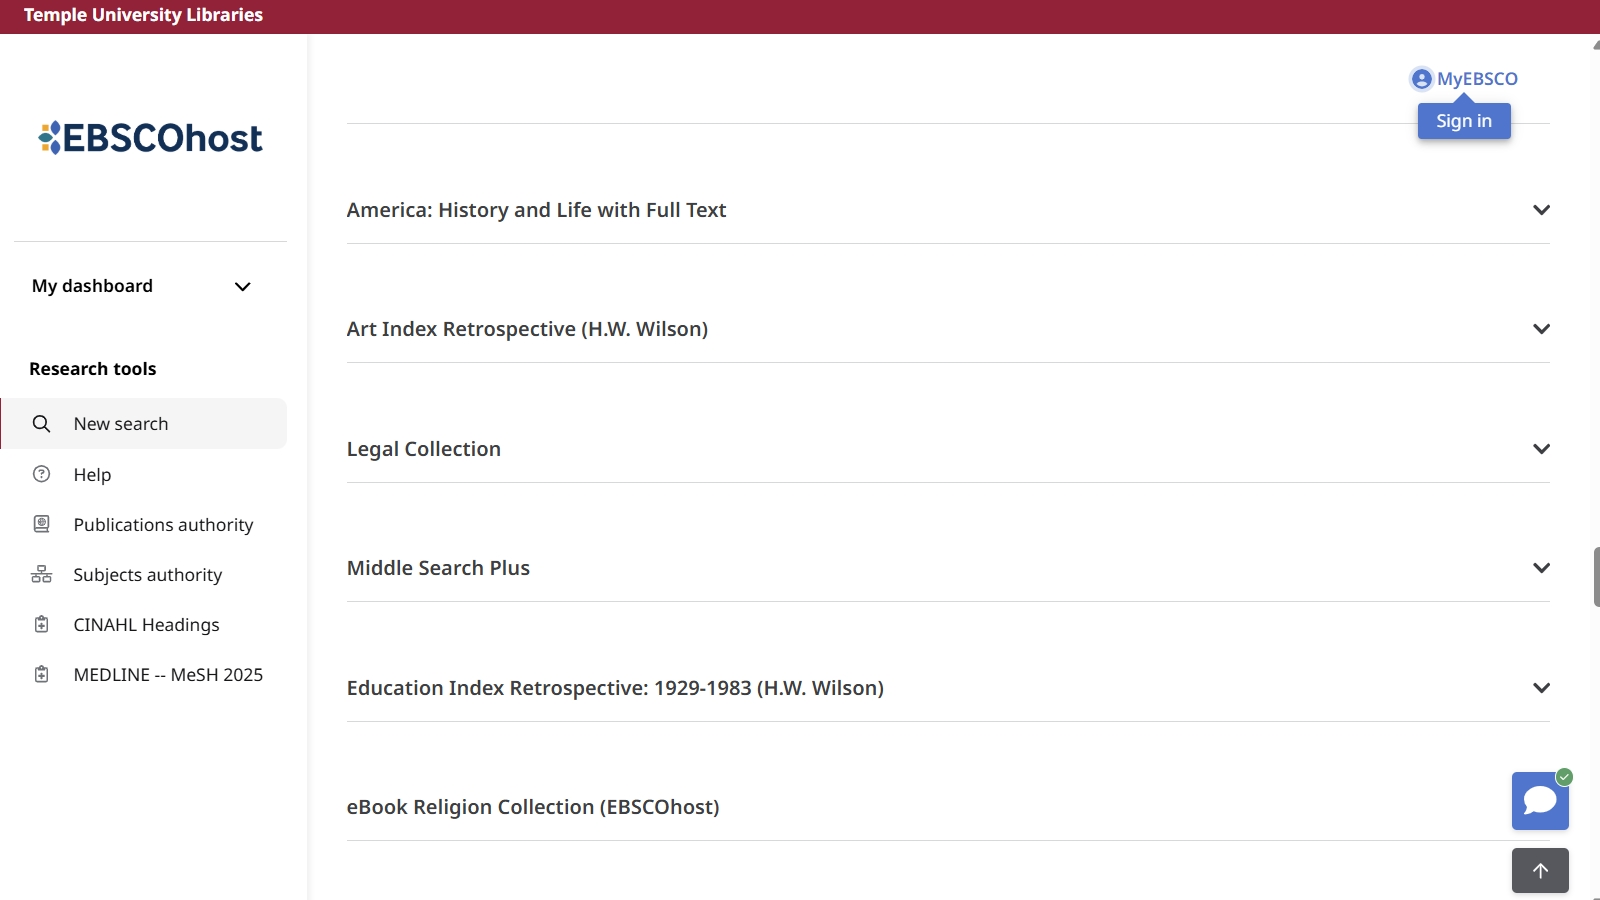 Temple University Libraries
EBSCOhost
My dashboard
Research tools
New search
Help
Publications authority
Subjects authority
CINAHL Headings
MEDLINE -- MeSH 2025
MyEBSCO
Sign in
America: History and Life with Full Text
Art Index Retrospective (H.W. Wilson)
Legal Collection
Middle Search Plus
Education Index Retrospective: 1929-1983 (H.W. Wilson)
eBook Religion Collection (EBSCOhost)